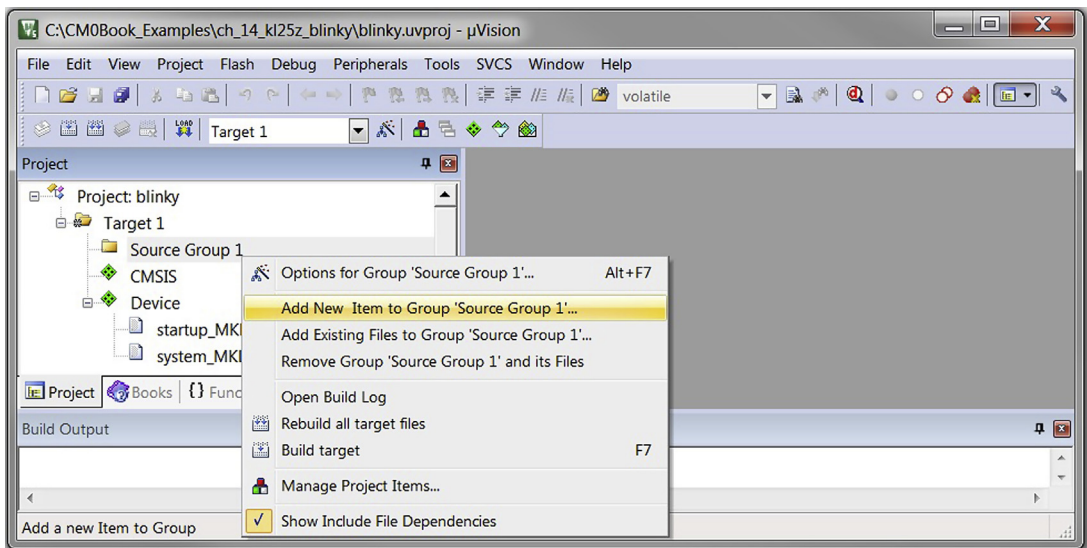 C:\CM0Book_Examples\ch_14_kl25z_blinky\blinky.uvproj - µVision
File Edit View Project Flash Debug Peripherals Tools SVCS Window Help
volatile
LOAD Target 1
Project
Project: blinky
Target 1
Source Group 1
CMSIS
Device
startup_MKL
system_MKL
Options for Group 'Source Group 1'... Alt+F7
Add New Item to Group 'Source Group 1'...
Add Existing Files to Group 'Source Group 1'...
Remove Group 'Source Group 1' and its Files
Open Build Log
Rebuild all target files
Build target F7
Manage Project Items...
Show Include File Dependencies
Project Books {} Func
Build Output
Add a new Item to Group